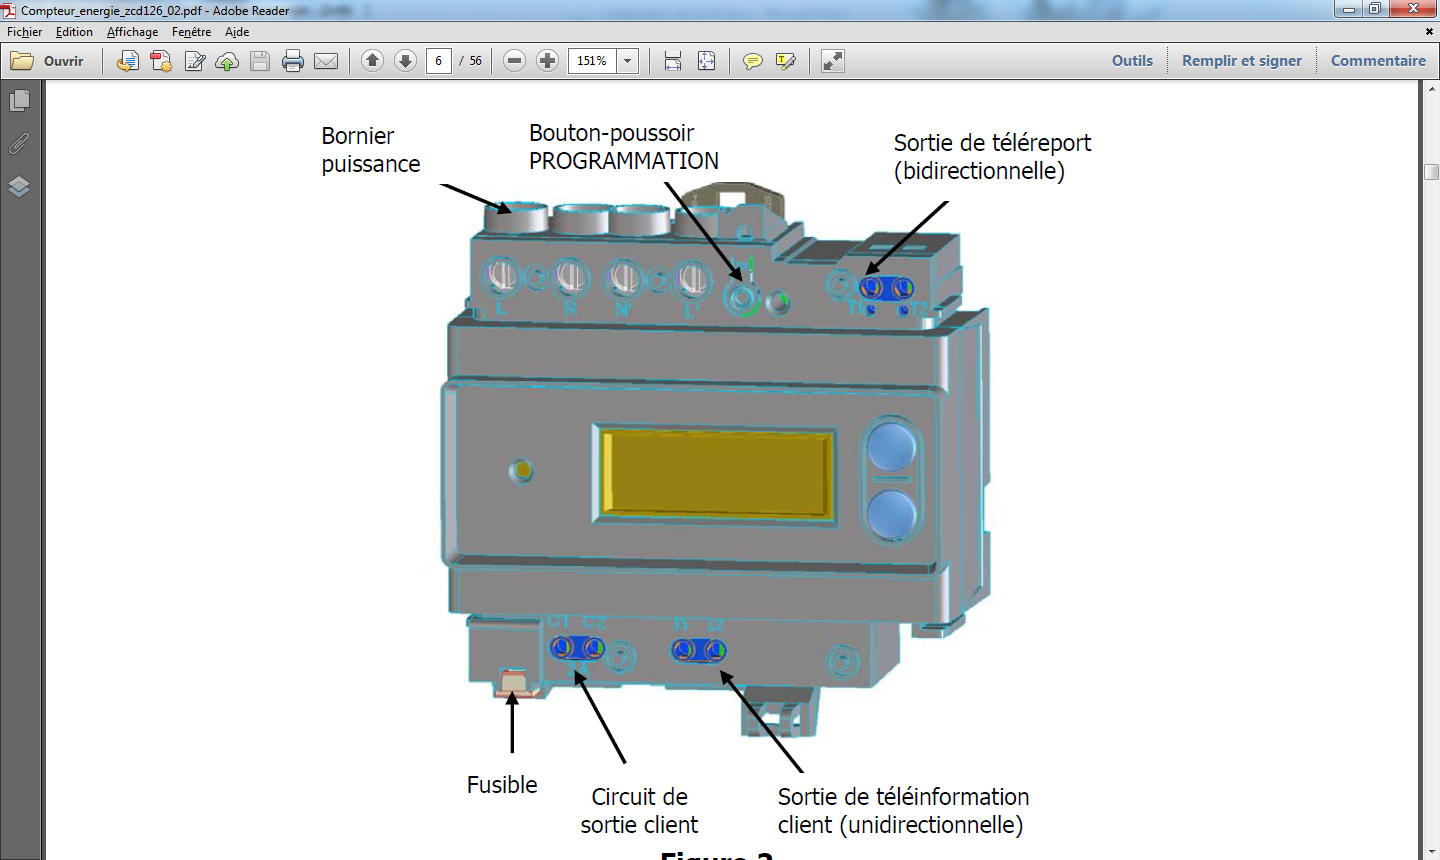 Compteur_energie_zcd126_02.pdf - Adobe Reader
Fichier Edition Affichage Fenêtre Aide
Ouvrir 6 / 56 151% Outils Remplir et signer Commentaire
Bornier
puissance
Bouton-poussoir
PROGRAMMATION
Sortie de téléreport
(bidirectionnelle)
L N N' L' T1 T2
C1 C2 I1 I2
Fusible
Circuit de
sortie client
Sortie de téléinformation
client (unidirectionnelle)